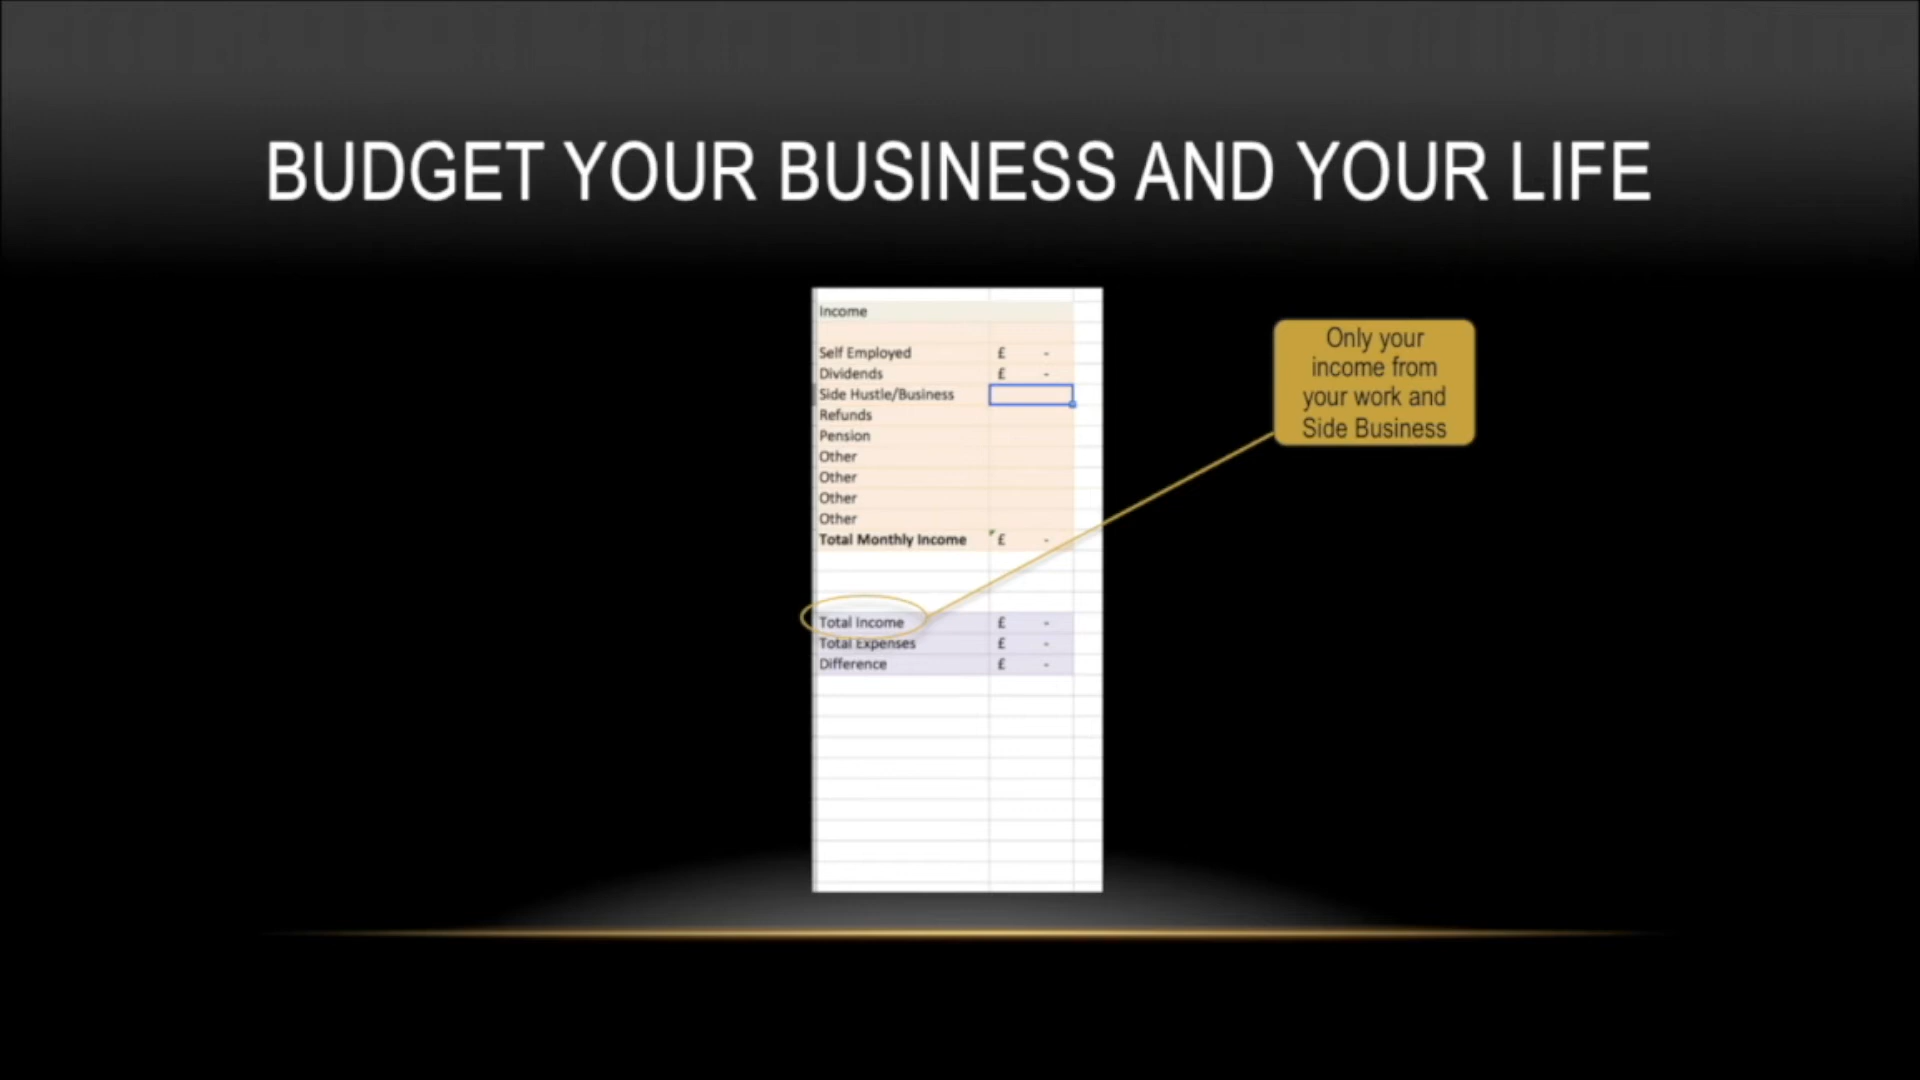 BUDGET YOUR BUSINESS AND YOUR LIFE
Income
Self Employed £ -
Dividends £ -
Side Hustle/Business
Refunds
Pension
Other
Other
Other
Other
Total Monthly Income £ -
Total Income £ -
Total Expenses £ -
Difference £ -
Only your
income from
your work and
Side Business